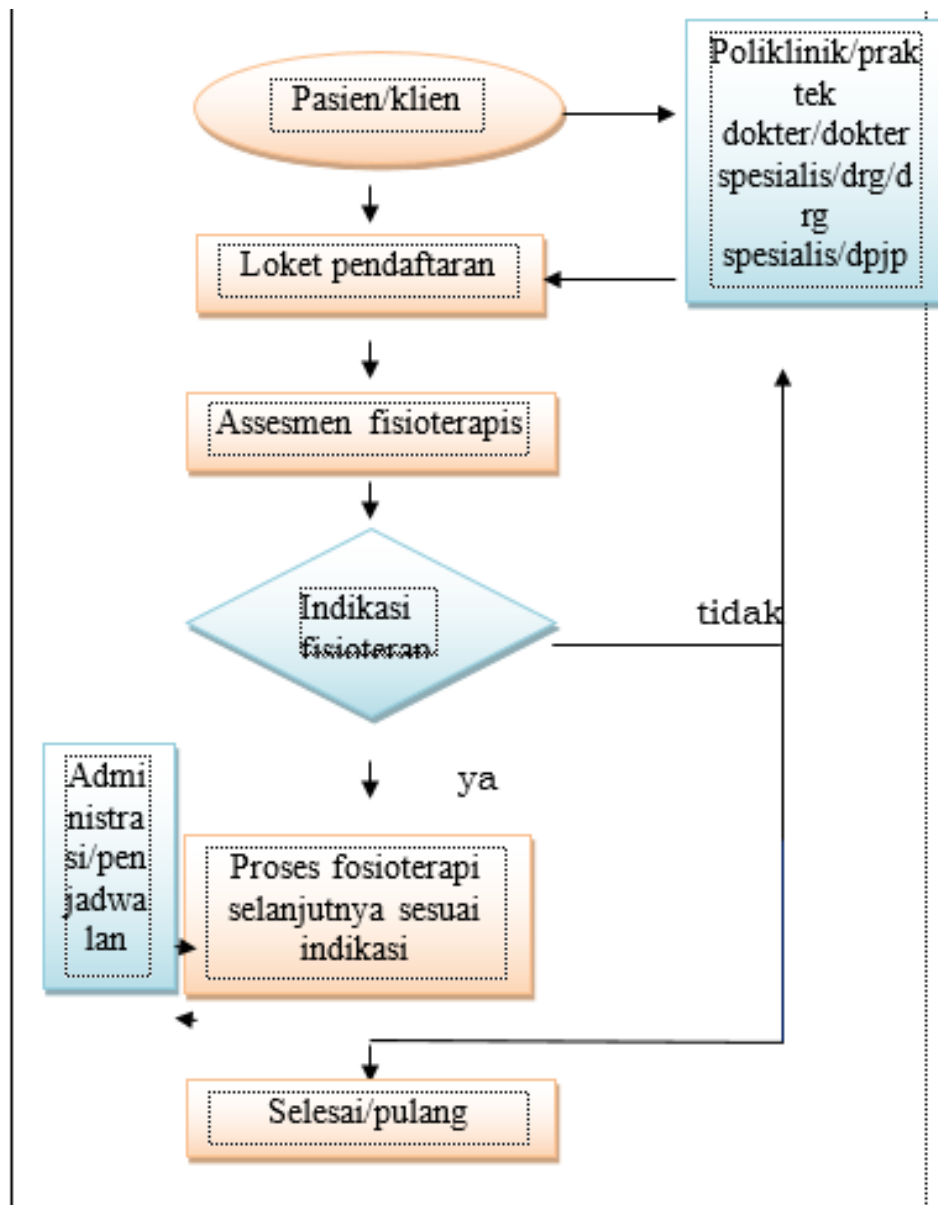 Pasien/klien
Poliklinik/prak
tek
dokter/dokter
spesialis/drg/d
rg
spesialis/dpjp
Loket pendaftaran
Assesmen fisioterapis
Indikasi
fisioterap
tidak
ya
Admi
nistra
si/pen
jadwa
lan
Proses fosioterapi
selanjutnya sesuai
indikasi
Selesai/pulang